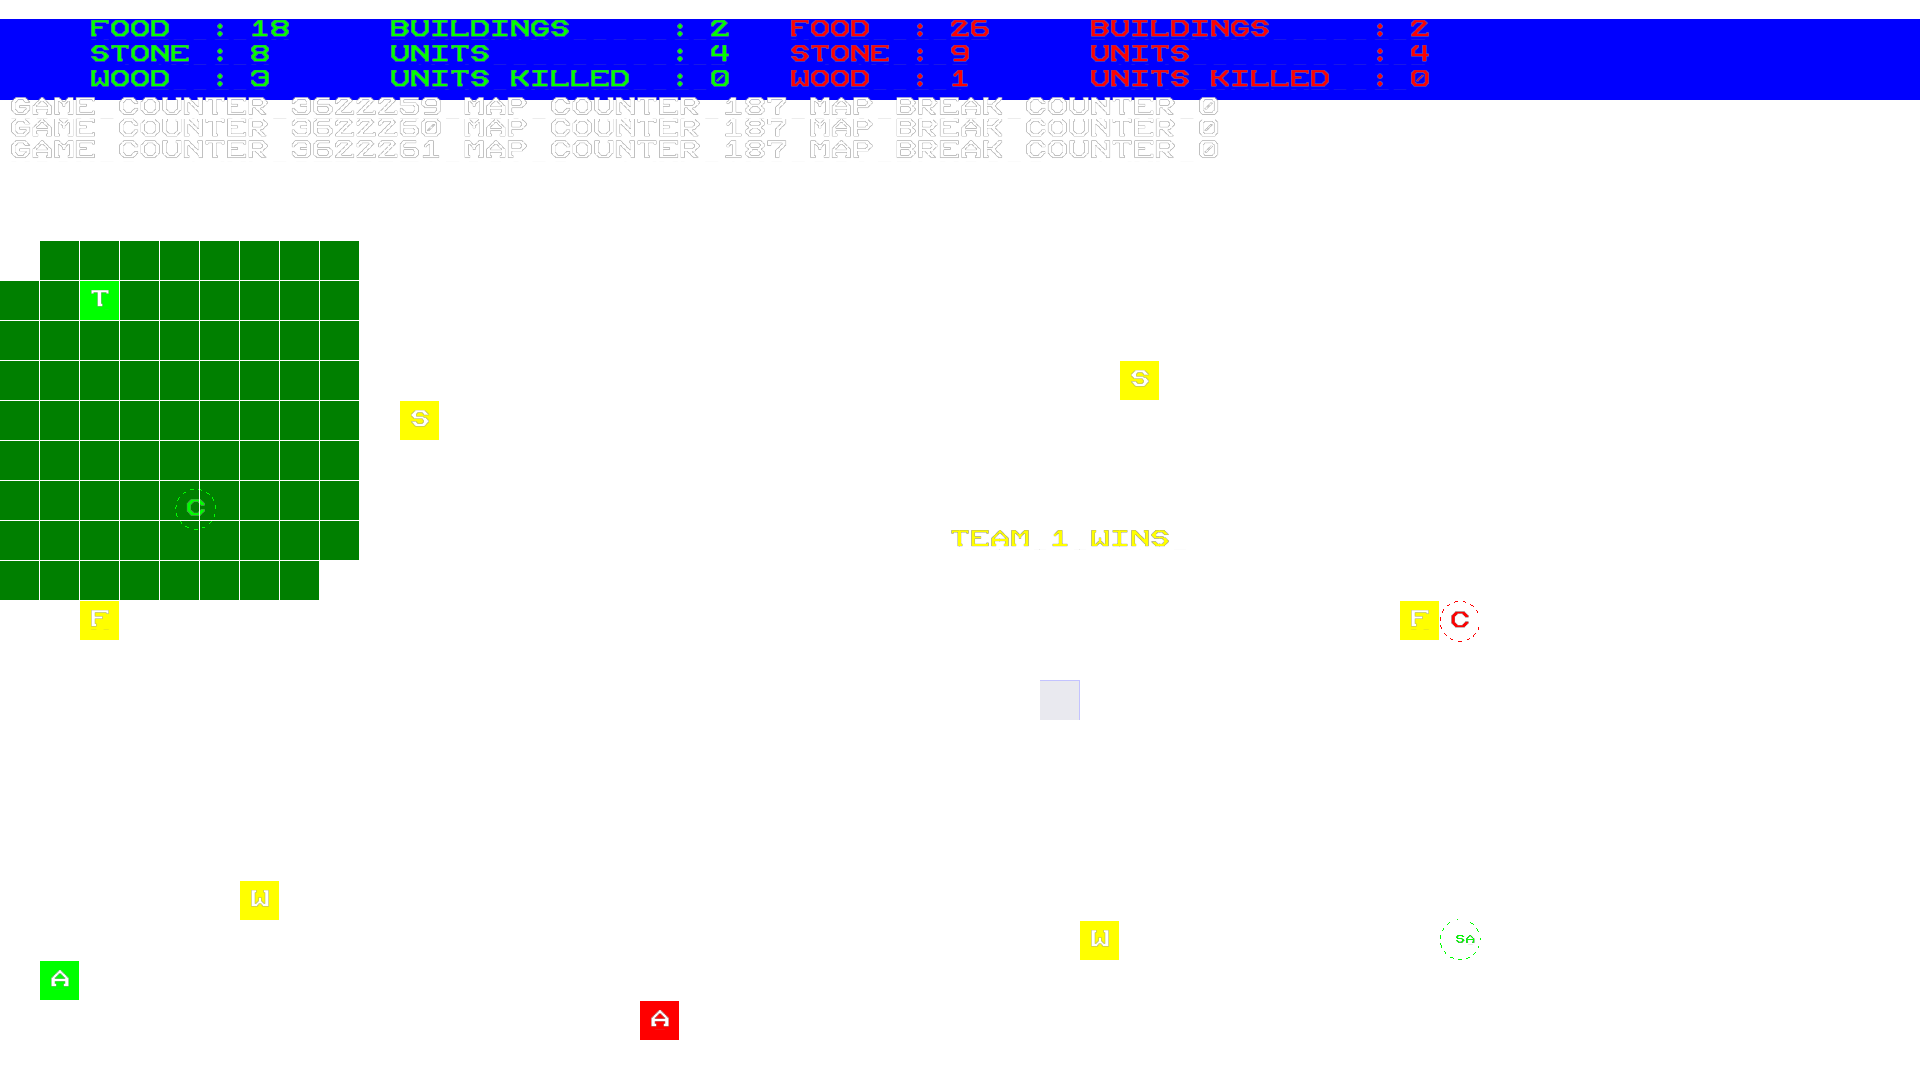 FOOD : 18 BUILDINGS : 2 FOOD : 26 BUILDINGS : 2
STONE : 8 UNITS : 4 STONE : 9 UNITS : 4
WOOD : 3 UNITS KILLED : 0 WOOD : 1 UNITS KILLED : 0
GAME COUNTER 3622259 MAP COUNTER 187 MAP BREAK COUNTER 0
GAME COUNTER 3622260 MAP COUNTER 187 MAP BREAK COUNTER 0
GAME COUNTER 3622261 MAP COUNTER 187 MAP BREAK COUNTER 0
T
S
S
C
TEAM 1 WINS
F
F C
W
W
SA
A
A